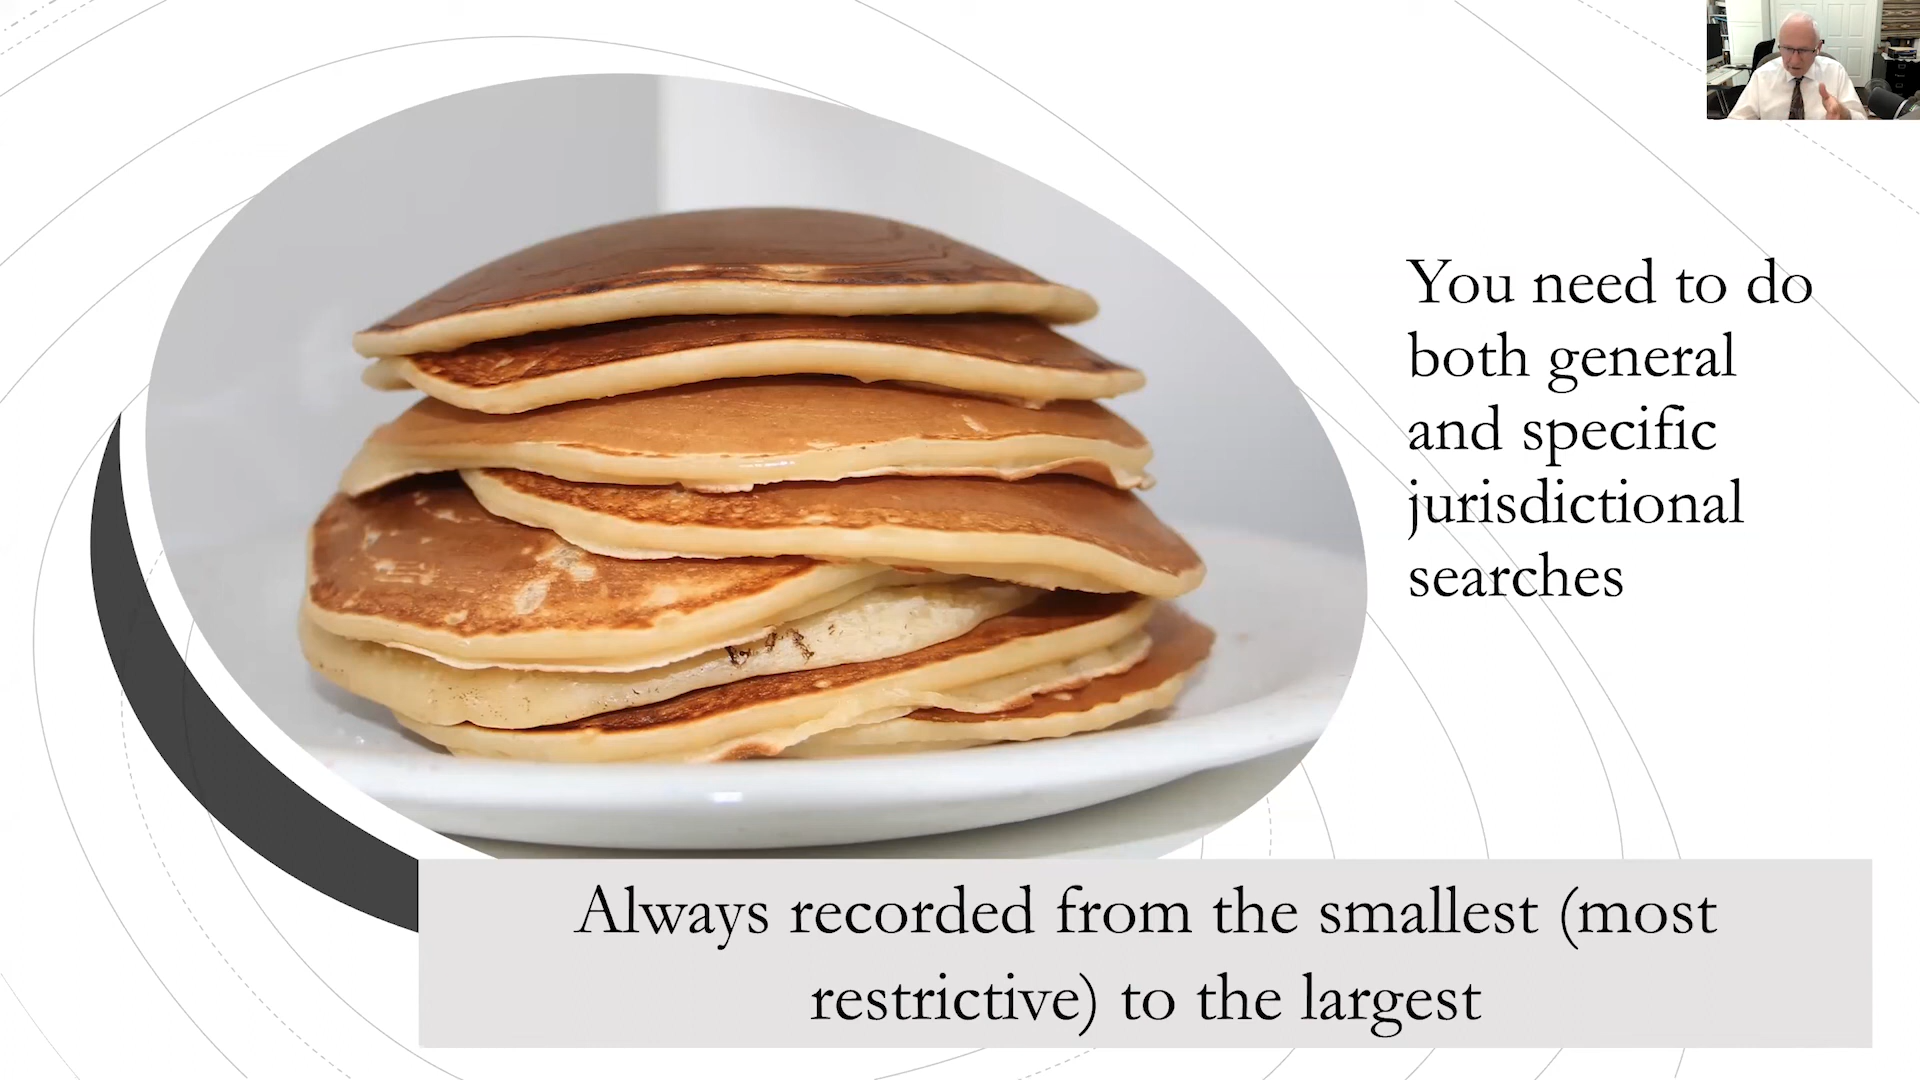 You need to do
both general
and specific
jurisdictional
searches
Always recorded from the smallest (most
restrictive) to the largest